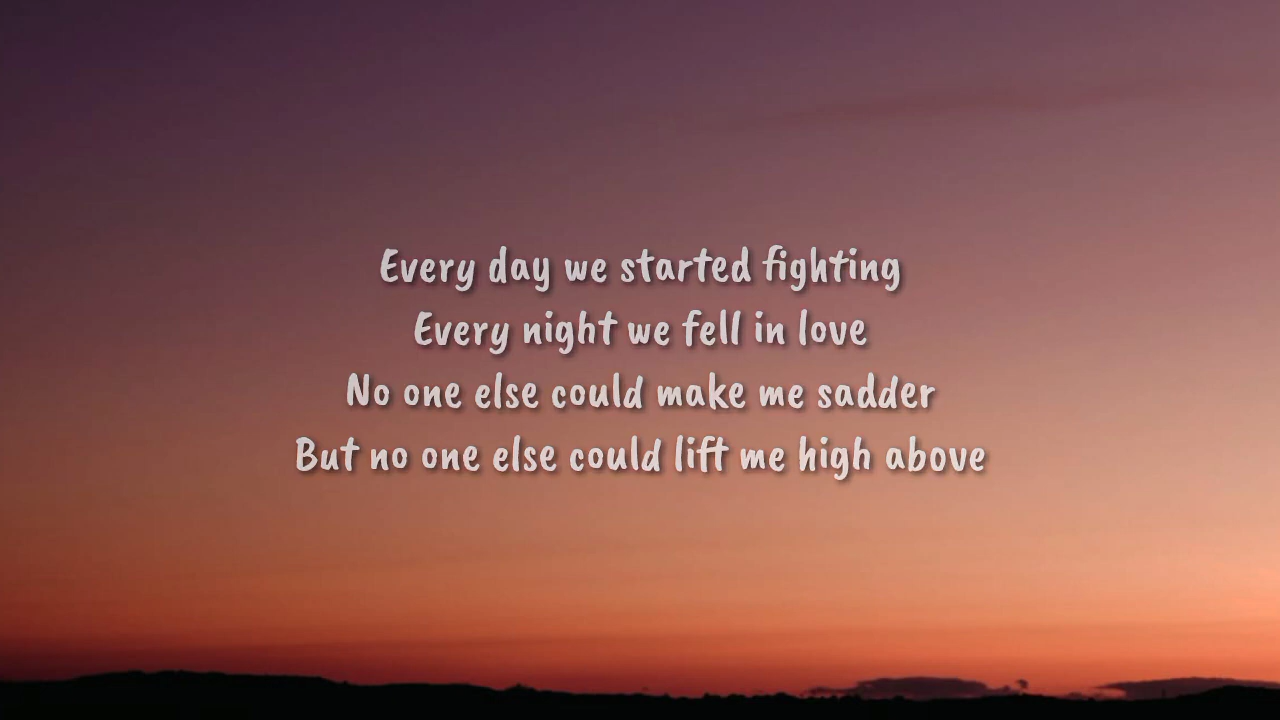 Every day we started fighting
Every night we fell in love
No one else could make me sadder
But no one else could lift me high above